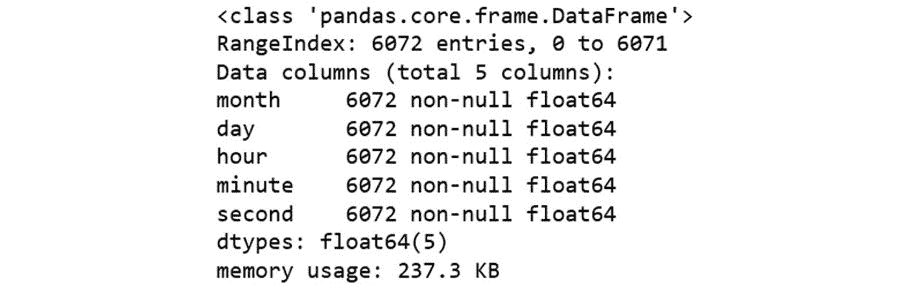 <class 'pandas.core.frame.DataFrame'>
RangeIndex: 6072 entries, 0 to 6071
Data columns (total 5 columns):
month     6072 non-null float64
day       6072 non-null float64
hour      6072 non-null float64
minute    6072 non-null float64
second    6072 non-null float64
dtypes: float64(5)
memory usage: 237.3 KB